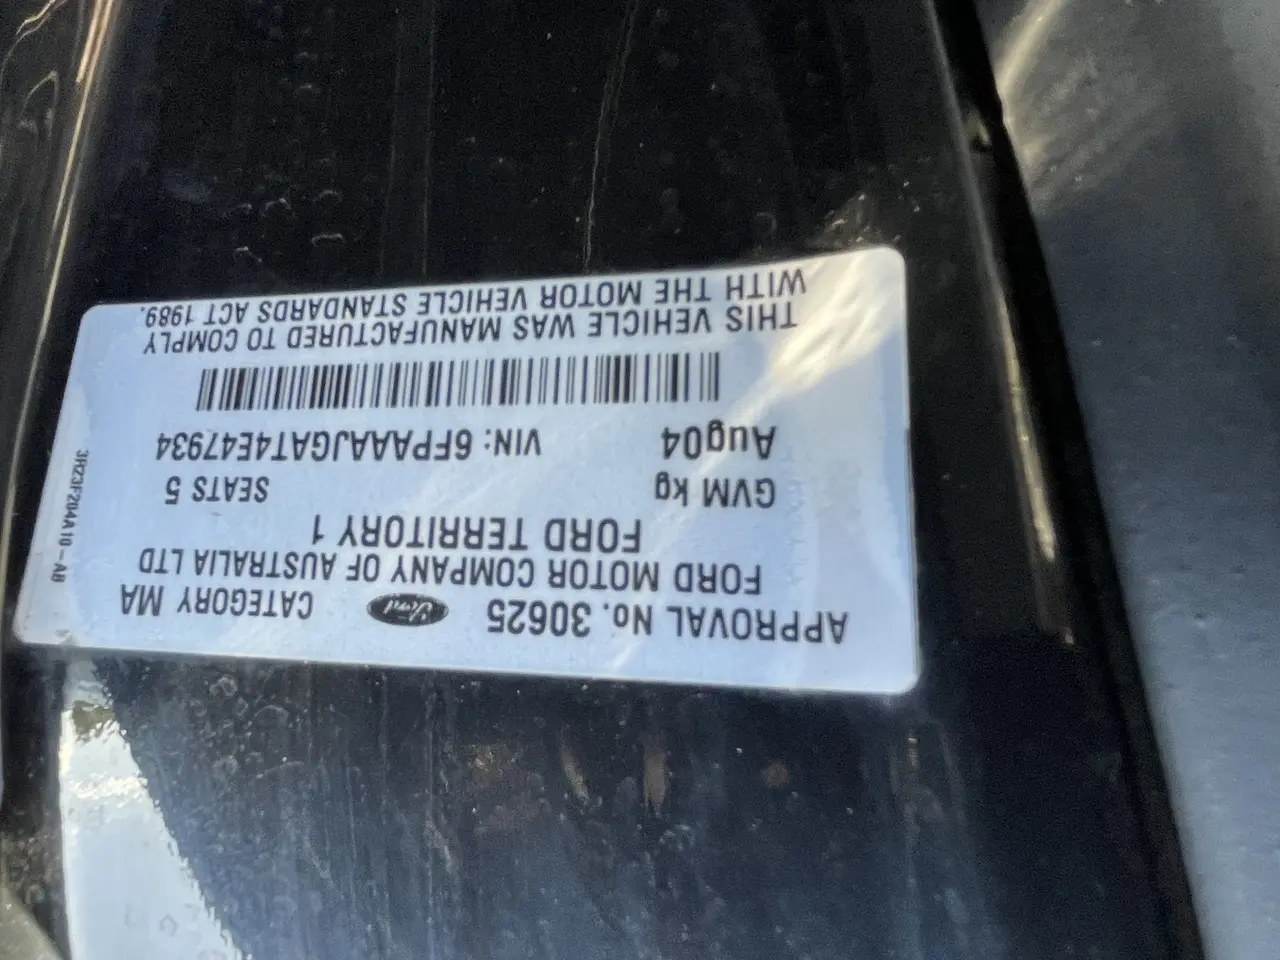 APPROVAL No. 30625 Ford CATEGORY MA
FORD MOTOR COMPANY OF AUSTRALIA LTD
FORD TERRITORY 1
GVM kg SEATS 5
Aug04 VIN: 6FPAAAJGAT4E47934
THIS VEHICLE WAS MANUFACTURED TO COMPLY
WITH THE MOTOR VEHICLE STANDARDS ACT 1989.
3R23F204A10-AB